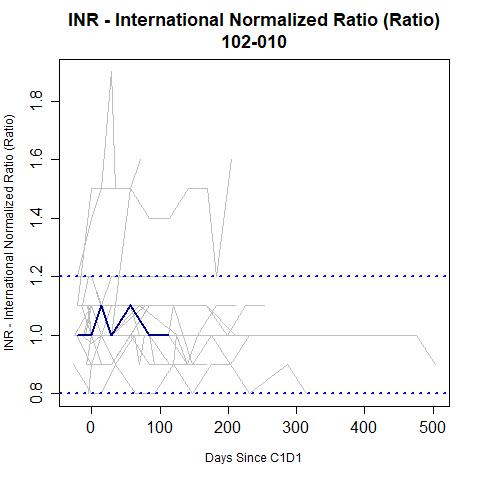 INR - International Normalized Ratio (Ratio)
102-010
INR - International Normalized Ratio (Ratio)
1.8
1.6
1.4
1.2
1.0
0.8
0 100 200 300 400 500
Days Since C1D1